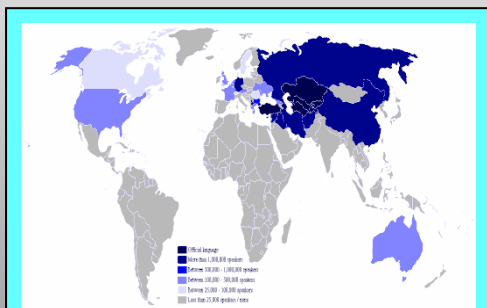 Official language
More than 1,000,000 speakers
Between 500,000 - 1,000,000 speakers
Between 100,000 - 500,000 speakers
Between 25,000 - 100,000 speakers
Less than 25,000 speakers / none